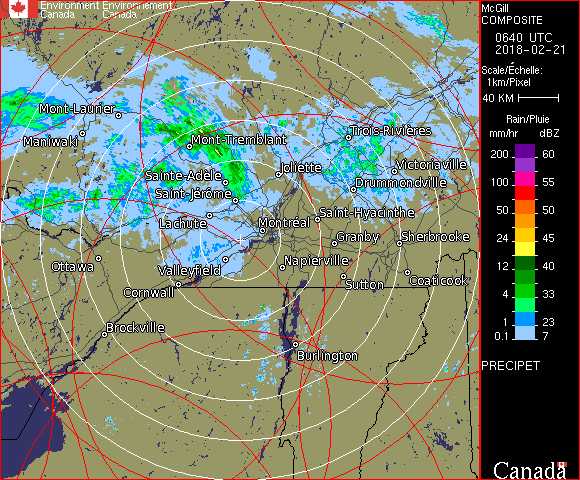 Environment Environnement
Canada Canada
McGill
COMPOSITE
0640 UTC
2018-02-21
Scale/Échelle:
1km/Pixel
40 KM
Rain/Pluie
mm/hr dBZ
200 60
100 55
50 50
24 45
12 40
4 33
1 23
0.1 7
PRECIPET
Canada
Mont-Laurier
Maniwaki
Mont-Tremblant
Trois-Rivières
Joliette
Victoriaville
Sainte-Adèle
Drummondville
Saint-Jérôme
Saint-Hyacinthe
Lachute
Montréal
Granby
Sherbrooke
Ottawa
Valleyfield
Napierville
Cornwall
Sutton
Coaticook
Brockville
Burlington